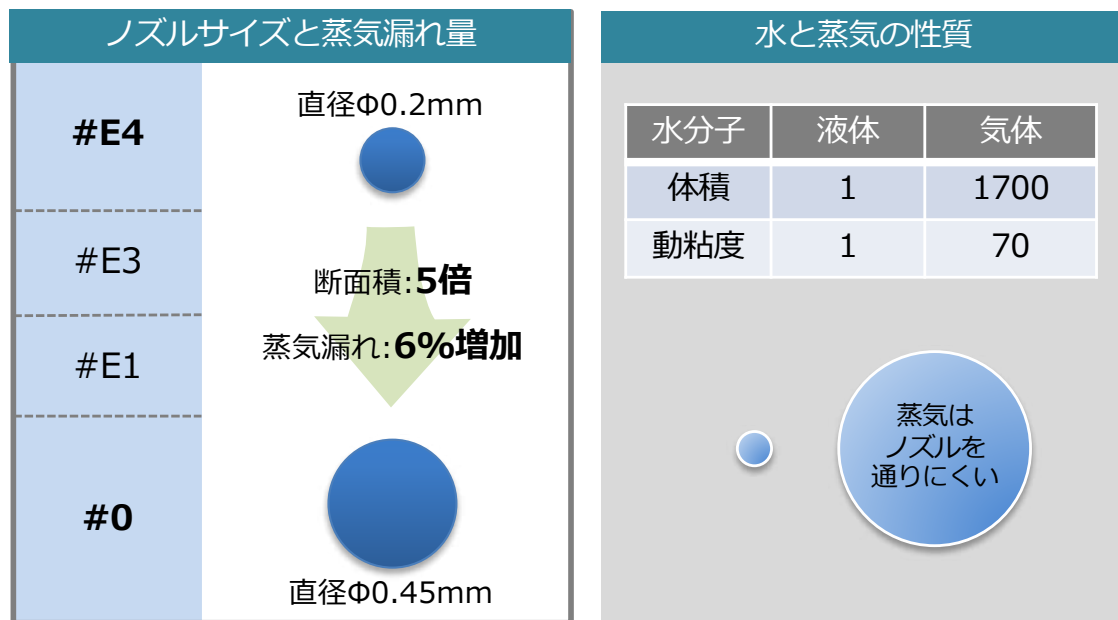 ノズルサイズと蒸気漏れ量
#E4
直径Φ0.2mm
#E3
断面積:5倍
蒸気漏れ:6%増加
#E1
#0
直径Φ0.45mm
水と蒸気の性質
水分子 液体 気体
体積 1 1700
動粘度 1 70
蒸気は
ノズルを
通りにくい